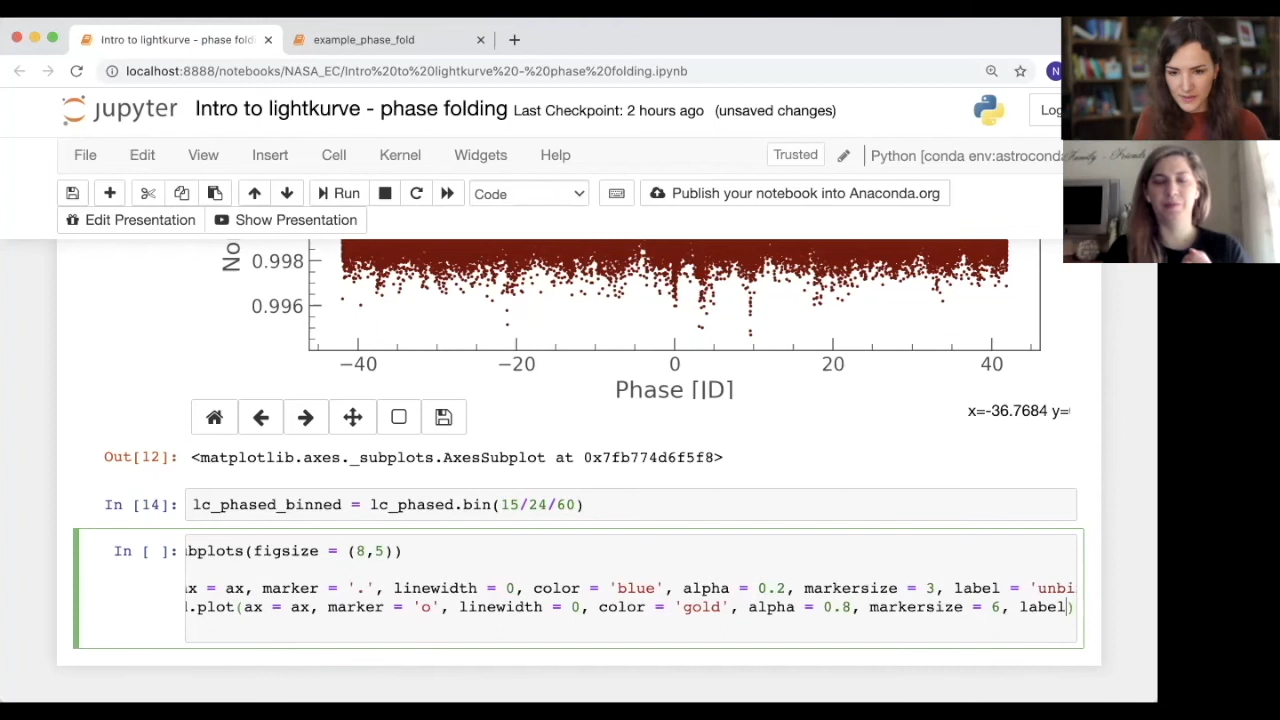 Intro to lightkurve - phase fold
example_phase_fold
localhost:8888/notebooks/NASA_EC/Intro%20to%20lightkurve%20-%20phase%20folding.ipynb
N
jupyter Intro to lightkurve - phase folding Last Checkpoint: 2 hours ago (unsaved changes)
Log
File Edit View Insert Cell Kernel Widgets Help
Trusted
Python [conda env:astroconda
Family - Friends
Run
Code
Publish your notebook into Anaconda.org
Edit Presentation
Show Presentation
No
0.998
0.996
−40 −20 0 20 40
Phase [JD]
x=-36.7684 y=
Out[12]: <matplotlib.axes._subplots.AxesSubplot at 0x7fb774d6f5f8>
In [14]: lc_phased_binned = lc_phased.bin(15/24/60)
In [ ]: bplots(figsize = (8,5))
ax = ax, marker = '.', linewidth = 0, color = 'blue', alpha = 0.2, markersize = 3, label = 'unbi
.plot(ax = ax, marker = 'o', linewidth = 0, color = 'gold', alpha = 0.8, markersize = 6, label)